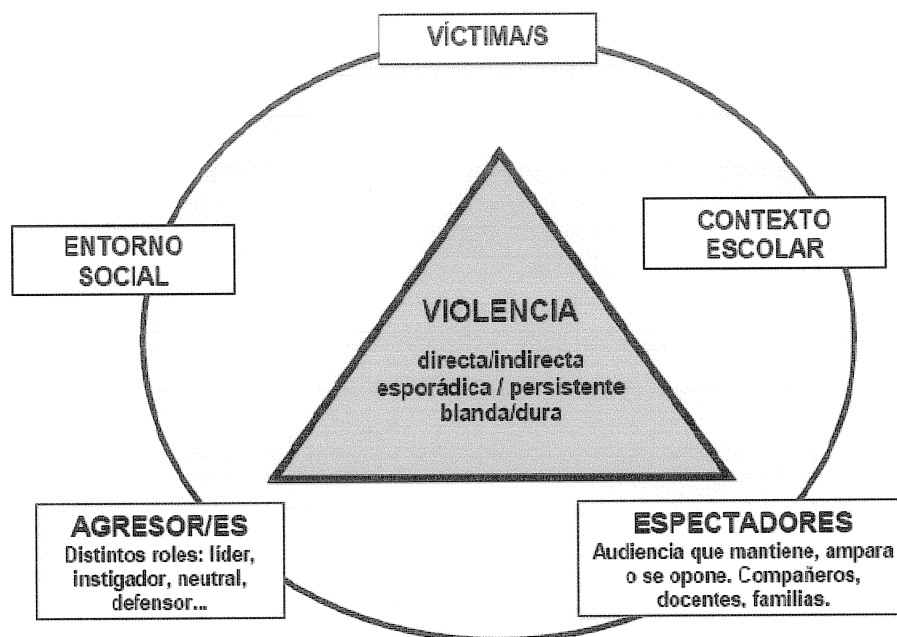 VÍCTIMA/S
ENTORNO
SOCIAL
CONTEXTO
ESCOLAR
VIOLENCIA
directa/indirecta
esporádica / persistente
blanda/dura
AGRESOR/ES
Distintos roles: líder,
instigador, neutral,
defensor...
ESPECTADORES
Audiencia que mantiene, ampara
o se opone. Compañeros,
docentes, familias.